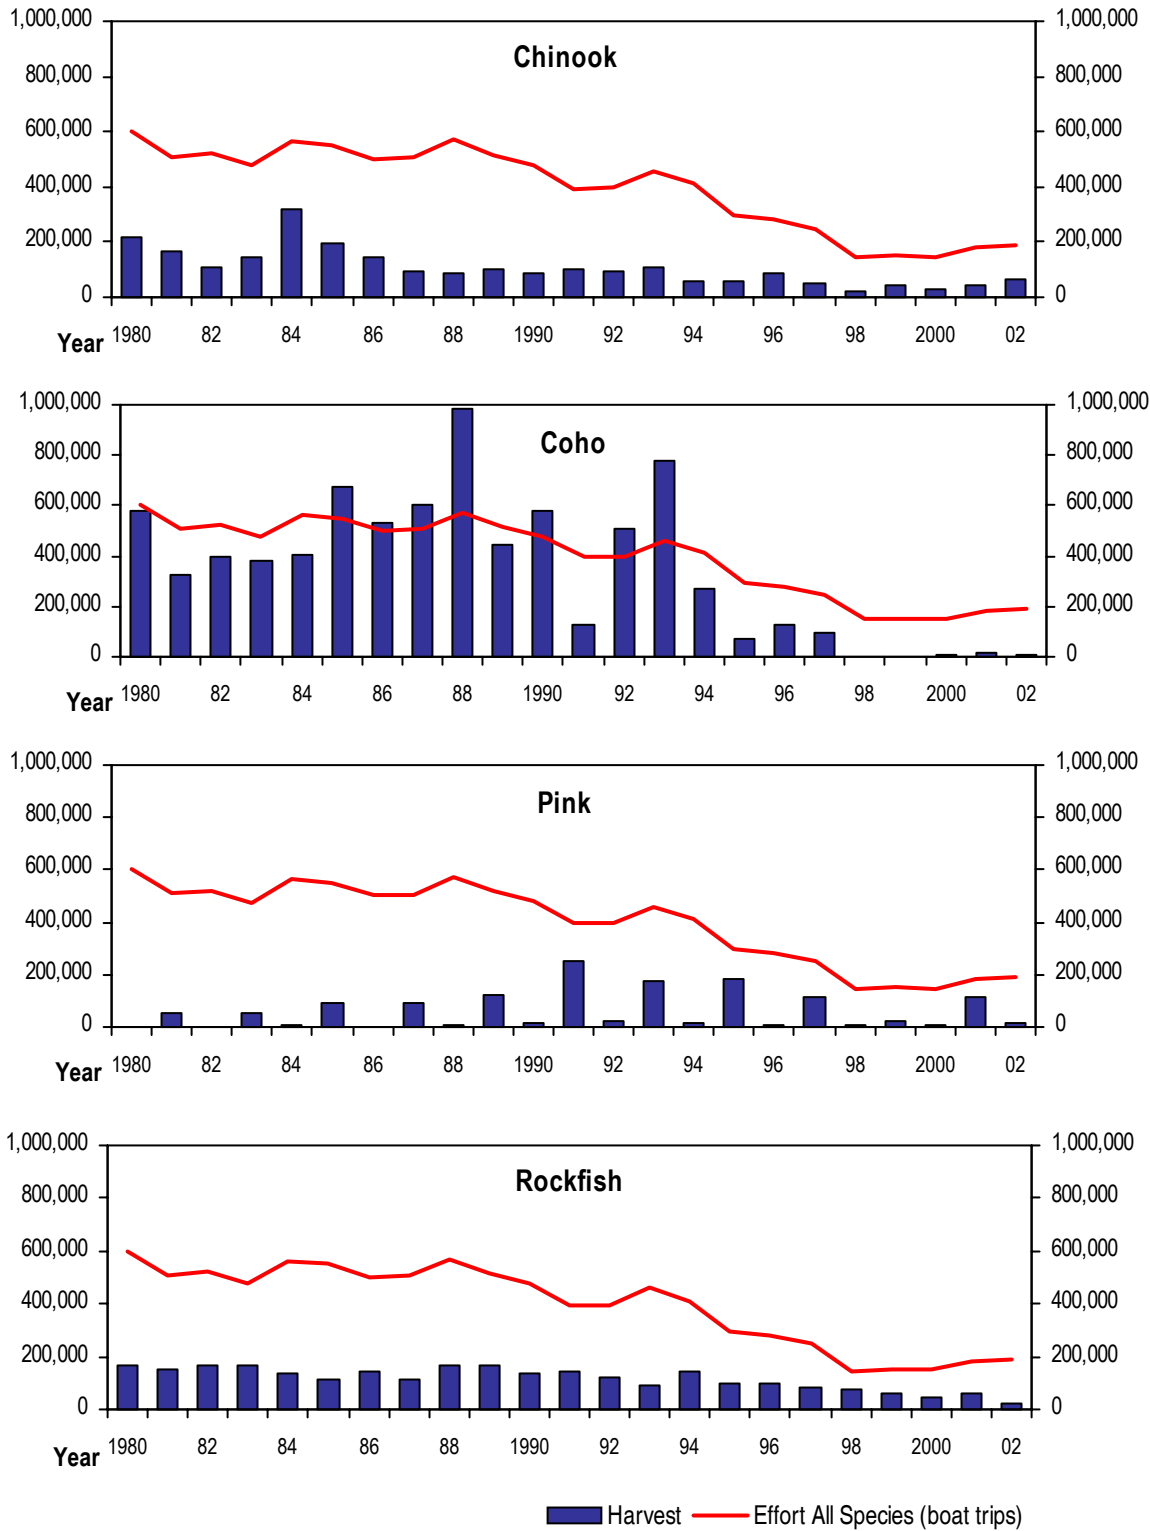 1,000,000 1,000,000
Chinook
800,000 800,000
600,000 600,000
400,000 400,000
200,000 200,000
0 0
Year 1980 82 84 86 88 1990 92 94 96 98 2000 02
1,000,000 1,000,000
Coho
800,000 800,000
600,000 600,000
400,000 400,000
200,000 200,000
0 0
Year 1980 82 84 86 88 1990 92 94 96 98 2000 02
1,000,000 1,000,000
Pink
800,000 800,000
600,000 600,000
400,000 400,000
200,000 200,000
0 0
Year 1980 82 84 86 88 1990 92 94 96 98 2000 02
1,000,000 1,000,000
Rockfish
800,000 800,000
600,000 600,000
400,000 400,000
200,000 200,000
0 0
Year 1980 82 84 86 88 1990 92 94 96 98 2000 02
Harvest Effort All Species (boat trips)